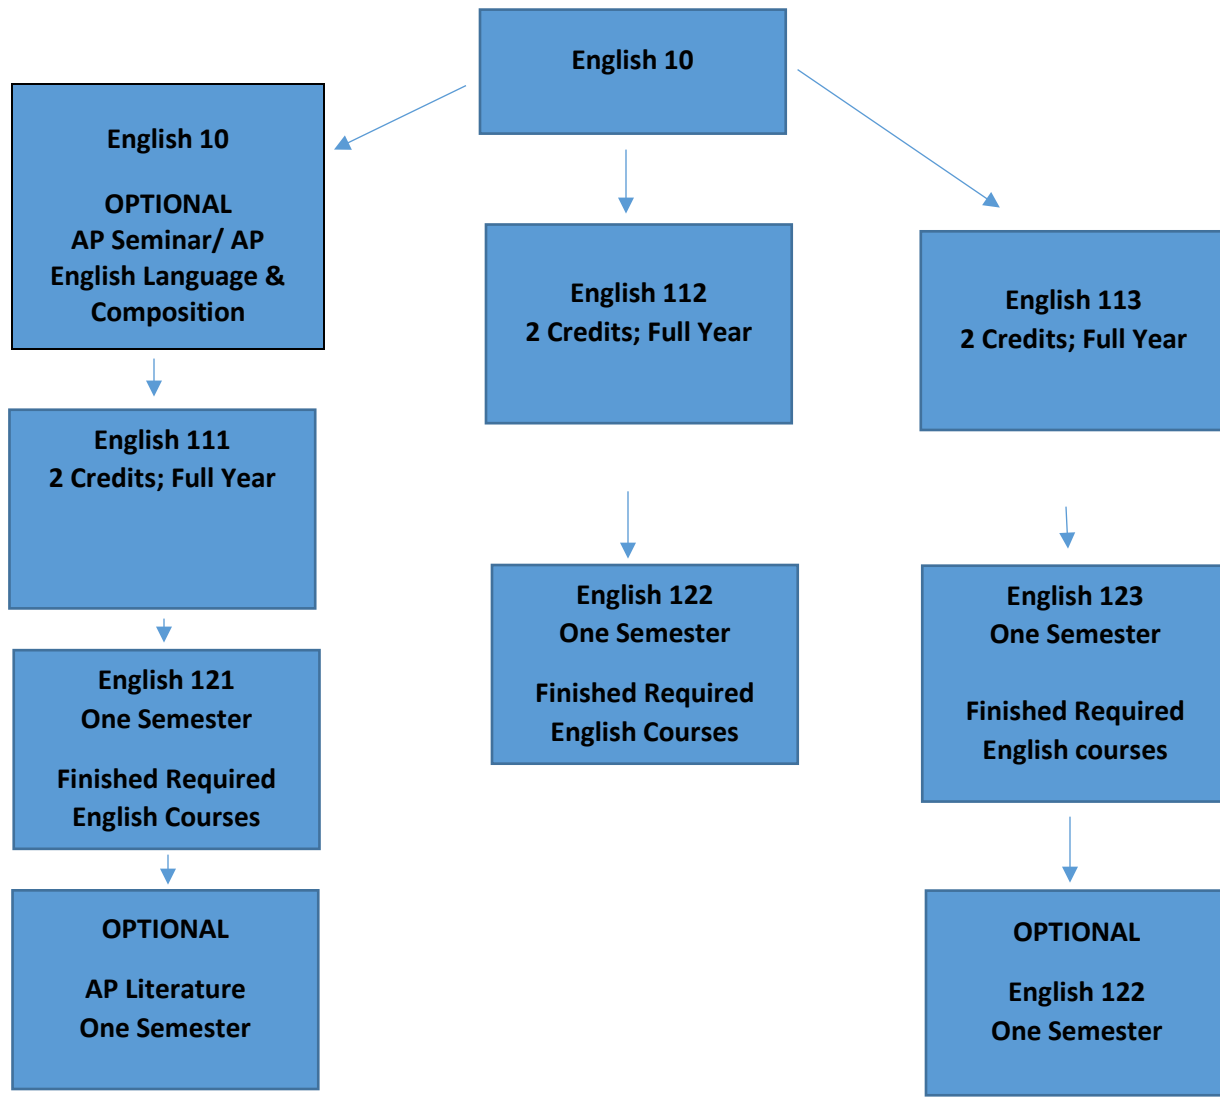 English 10
English 10
OPTIONAL
AP Seminar/ AP
English Language &
Composition
English 111
2 Credits; Full Year
English 121
One Semester
Finished Required
English Courses
OPTIONAL
AP Literature
One Semester
English 112
2 Credits; Full Year
English 122
One Semester
Finished Required
English Courses
English 113
2 Credits; Full Year
English 123
One Semester
Finished Required
English courses
OPTIONAL
English 122
One Semester